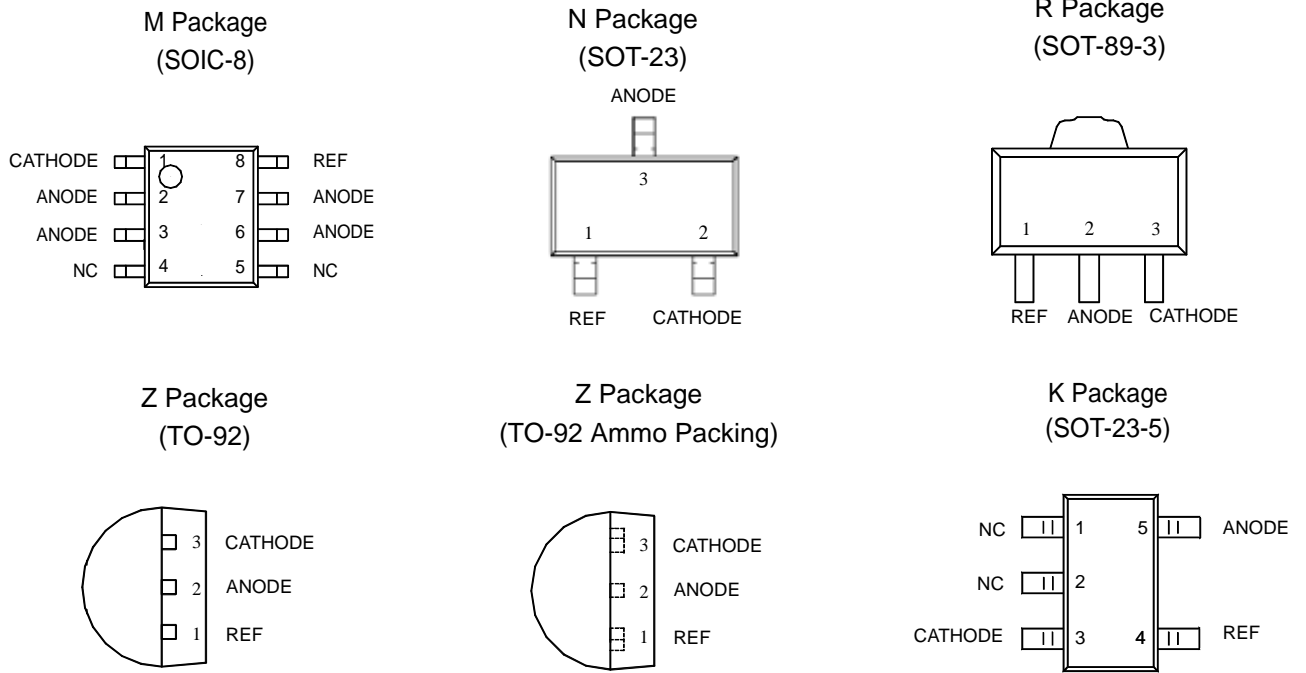 M Package
(SOIC-8)
CATHODE 1 8 REF
ANODE 2 7 ANODE
ANODE 3 6 ANODE
NC 4 5 NC
N Package
(SOT-23)
ANODE
3
1 2
REF CATHODE
R Package
(SOT-89-3)
1 2 3
REF ANODE CATHODE
Z Package
(TO-92)
3 CATHODE
2 ANODE
1 REF
Z Package
(TO-92 Ammo Packing)
3 CATHODE
2 ANODE
1 REF
K Package
(SOT-23-5)
NC 1 5 ANODE
NC 2
CATHODE 3 4 REF